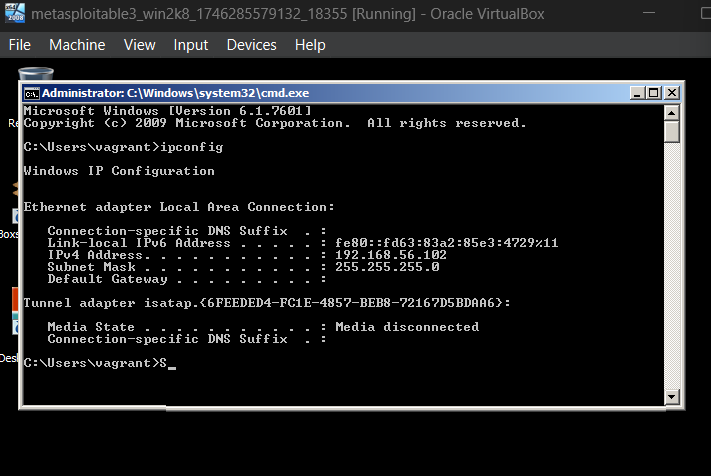 metasploitable3_win2k8_1746285579132_18355 [Running] - Oracle VirtualBox
File Machine View Input Devices Help
Administrator: C:\Windows\system32\cmd.exe
Microsoft Windows [Version 6.1.7601]
Copyright (c) 2009 Microsoft Corporation.  All rights reserved.
C:\Users\vagrant>ipconfig
Windows IP Configuration
Ethernet adapter Local Area Connection:
   Connection-specific DNS Suffix  . :
   Link-local IPv6 Address . . . . . : fe80::fd63:83a2:85e3:4729%11
   IPv4 Address. . . . . . . . . . . : 192.168.56.102
   Subnet Mask . . . . . . . . . . . : 255.255.255.0
   Default Gateway . . . . . . . . . :
Tunnel adapter isatap.{6FEEDED4-FC1E-4857-BEB8-72167D5BDAA6}:
   Media State . . . . . . . . . . . : Media disconnected
   Connection-specific DNS Suffix  . :
C:\Users\vagrant>S_